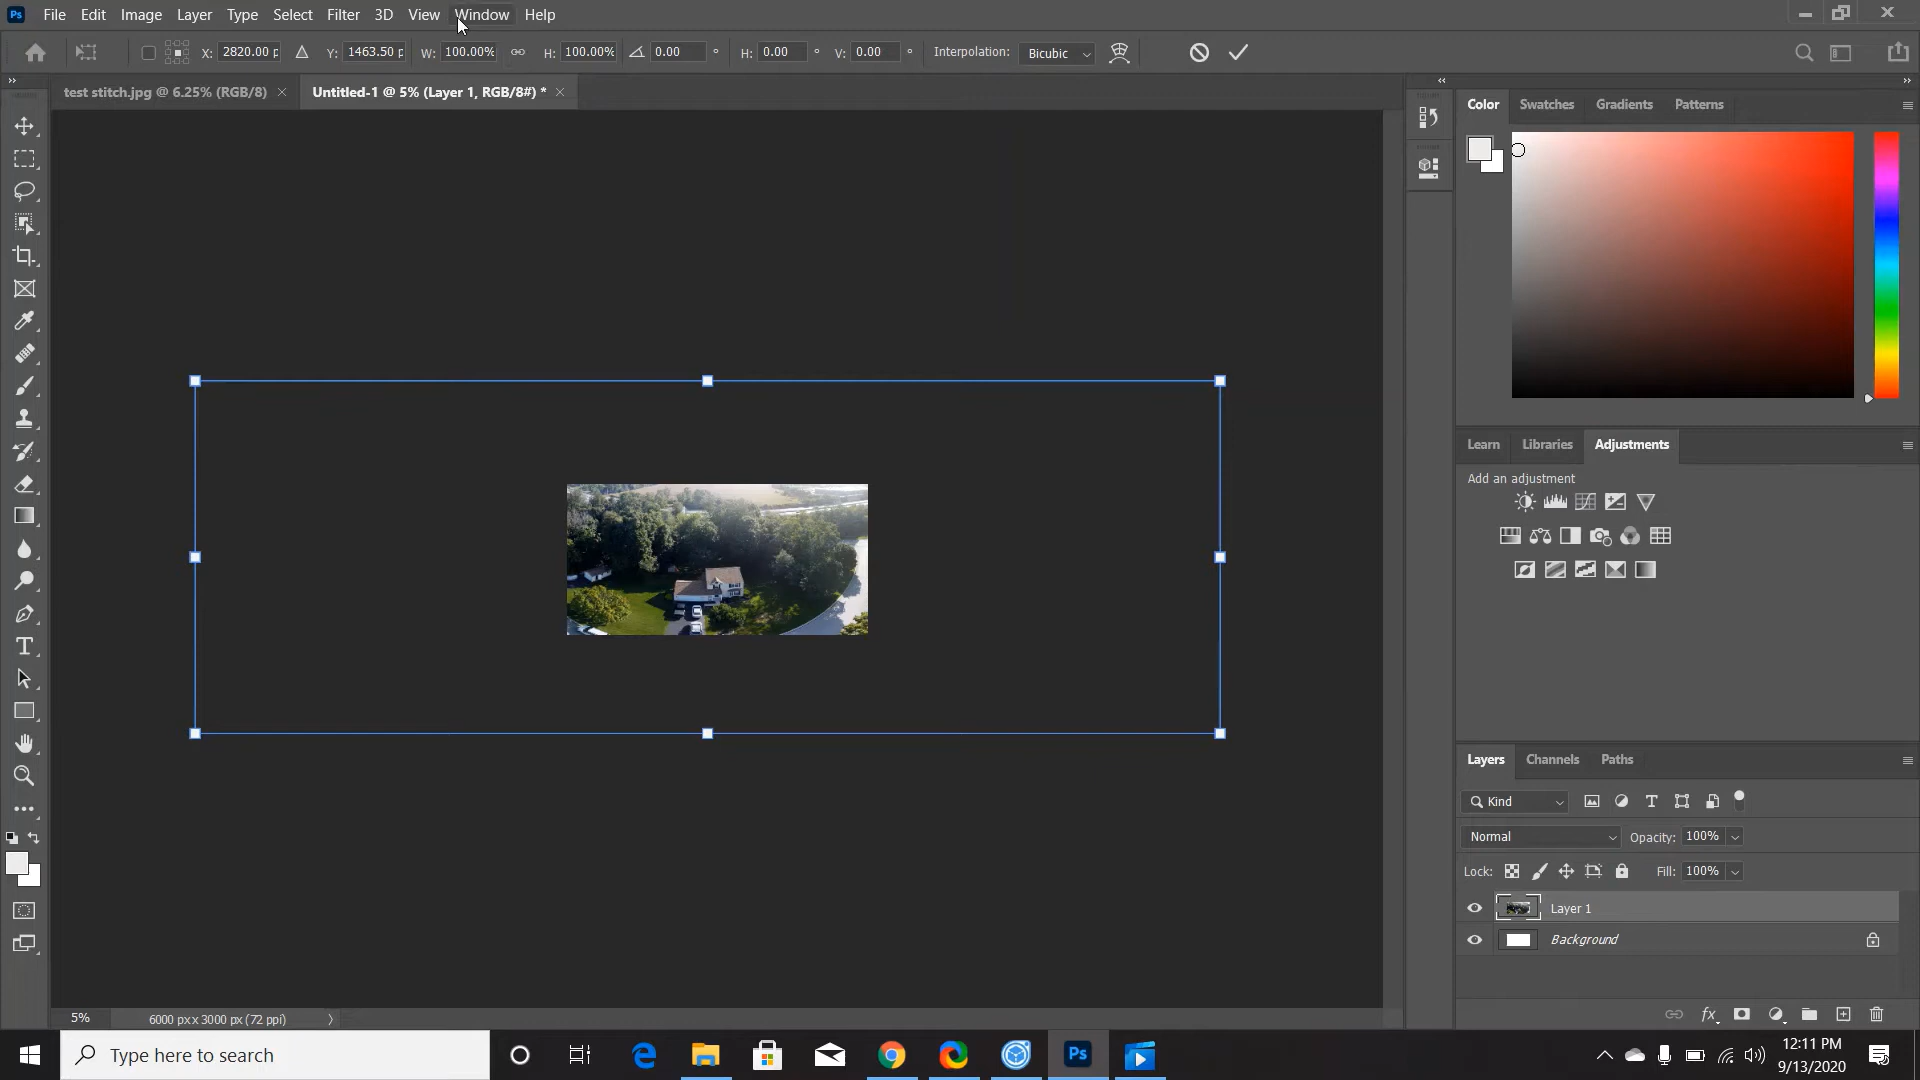 Ps File Edit Image Layer Type Select Filter 3D View Window Help
X: 2820.00 p Y: 1463.50 p W: 100.00% H: 100.00% 0.00 ° H: 0.00 ° V: 0.00 ° Interpolation: Bicubic
test stitch.jpg @ 6.25% (RGB/8) Untitled-1 @ 5% (Layer 1, RGB/8#) *
Color Swatches Gradients Patterns
Learn Libraries Adjustments
Add an adjustment
Layers Channels Paths
Kind
Normal Opacity: 100%
Lock: Fill: 100%
Layer 1
Background
fx
5% 6000 px x 3000 px (72 ppi)
Type here to search
Ps
12:11 PM
9/13/2020